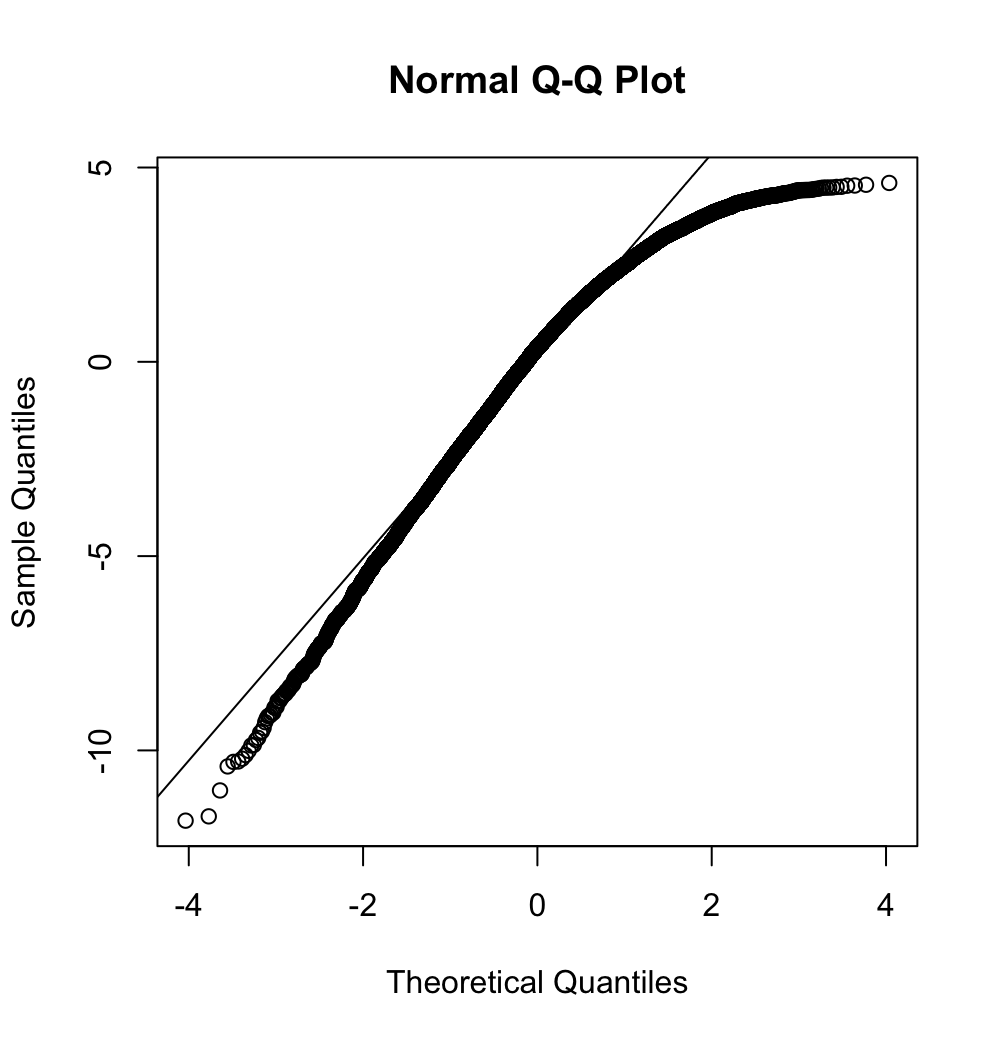 Normal Q-Q Plot
5
0
-5
-10
Sample Quantiles
-4 -2 0 2 4
Theoretical Quantiles